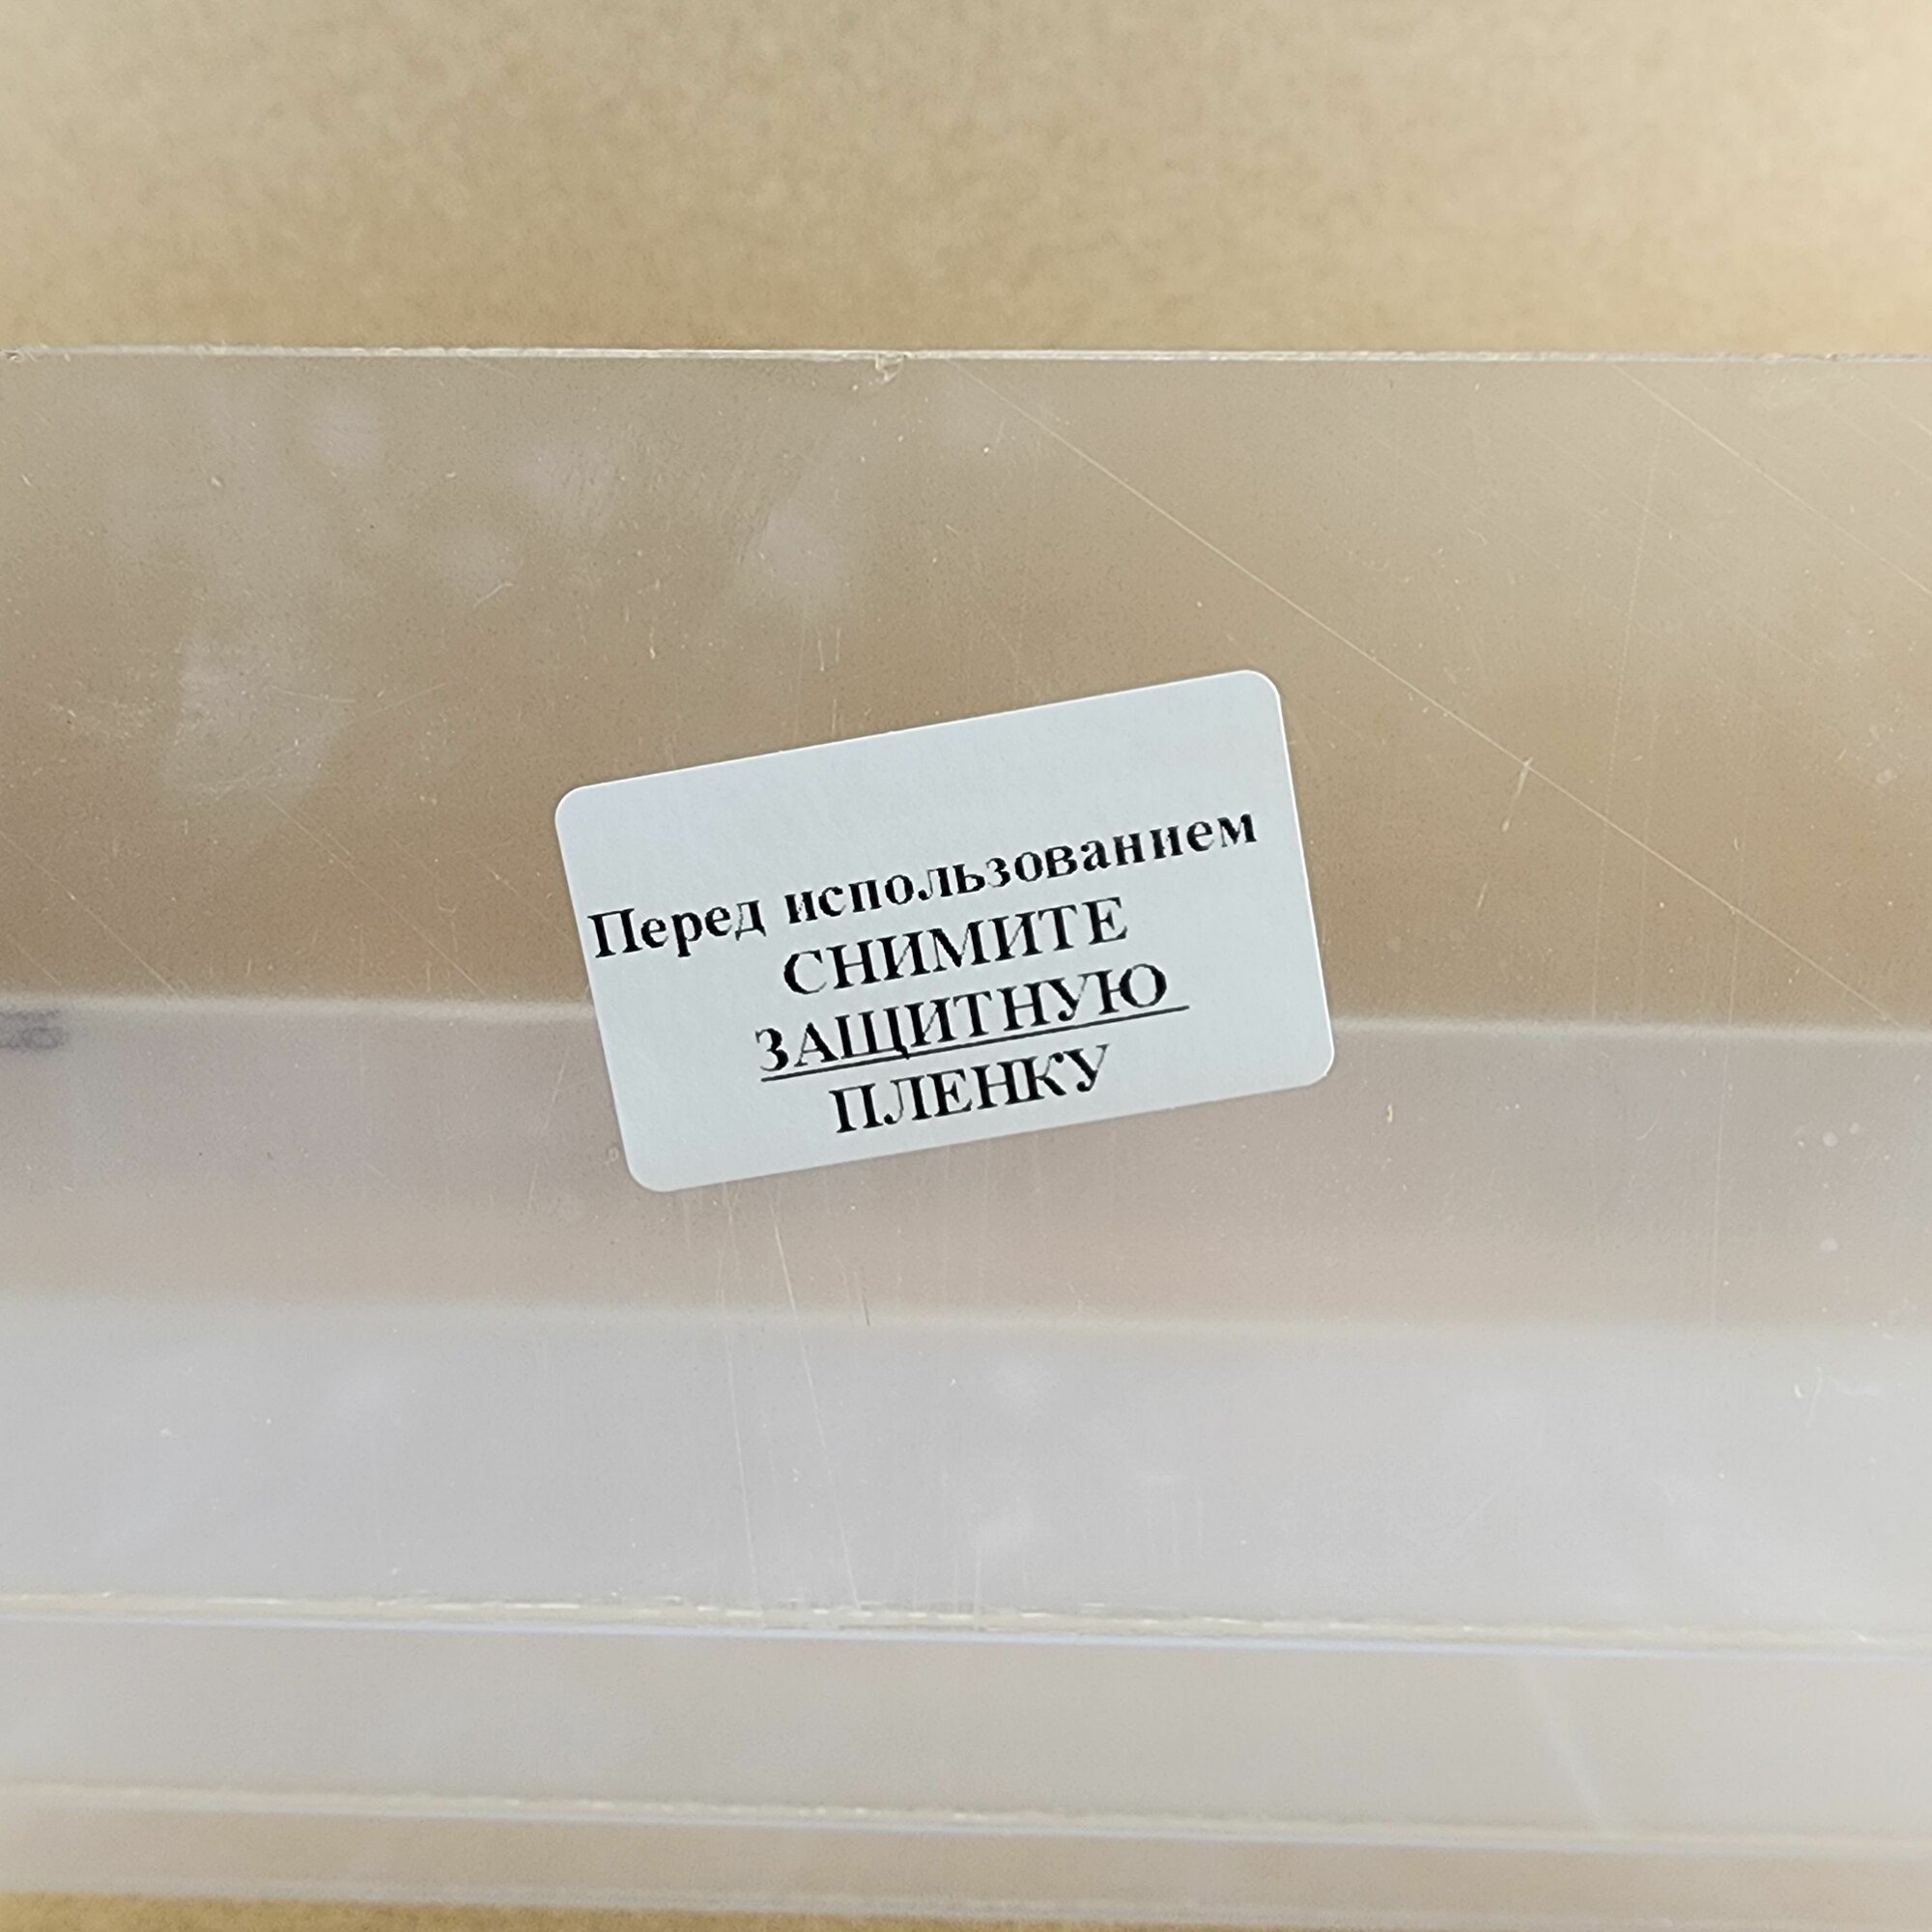 Перед использованием
СНИМИТЕ
ЗАЩИТНУЮ
ПЛЕНКУ